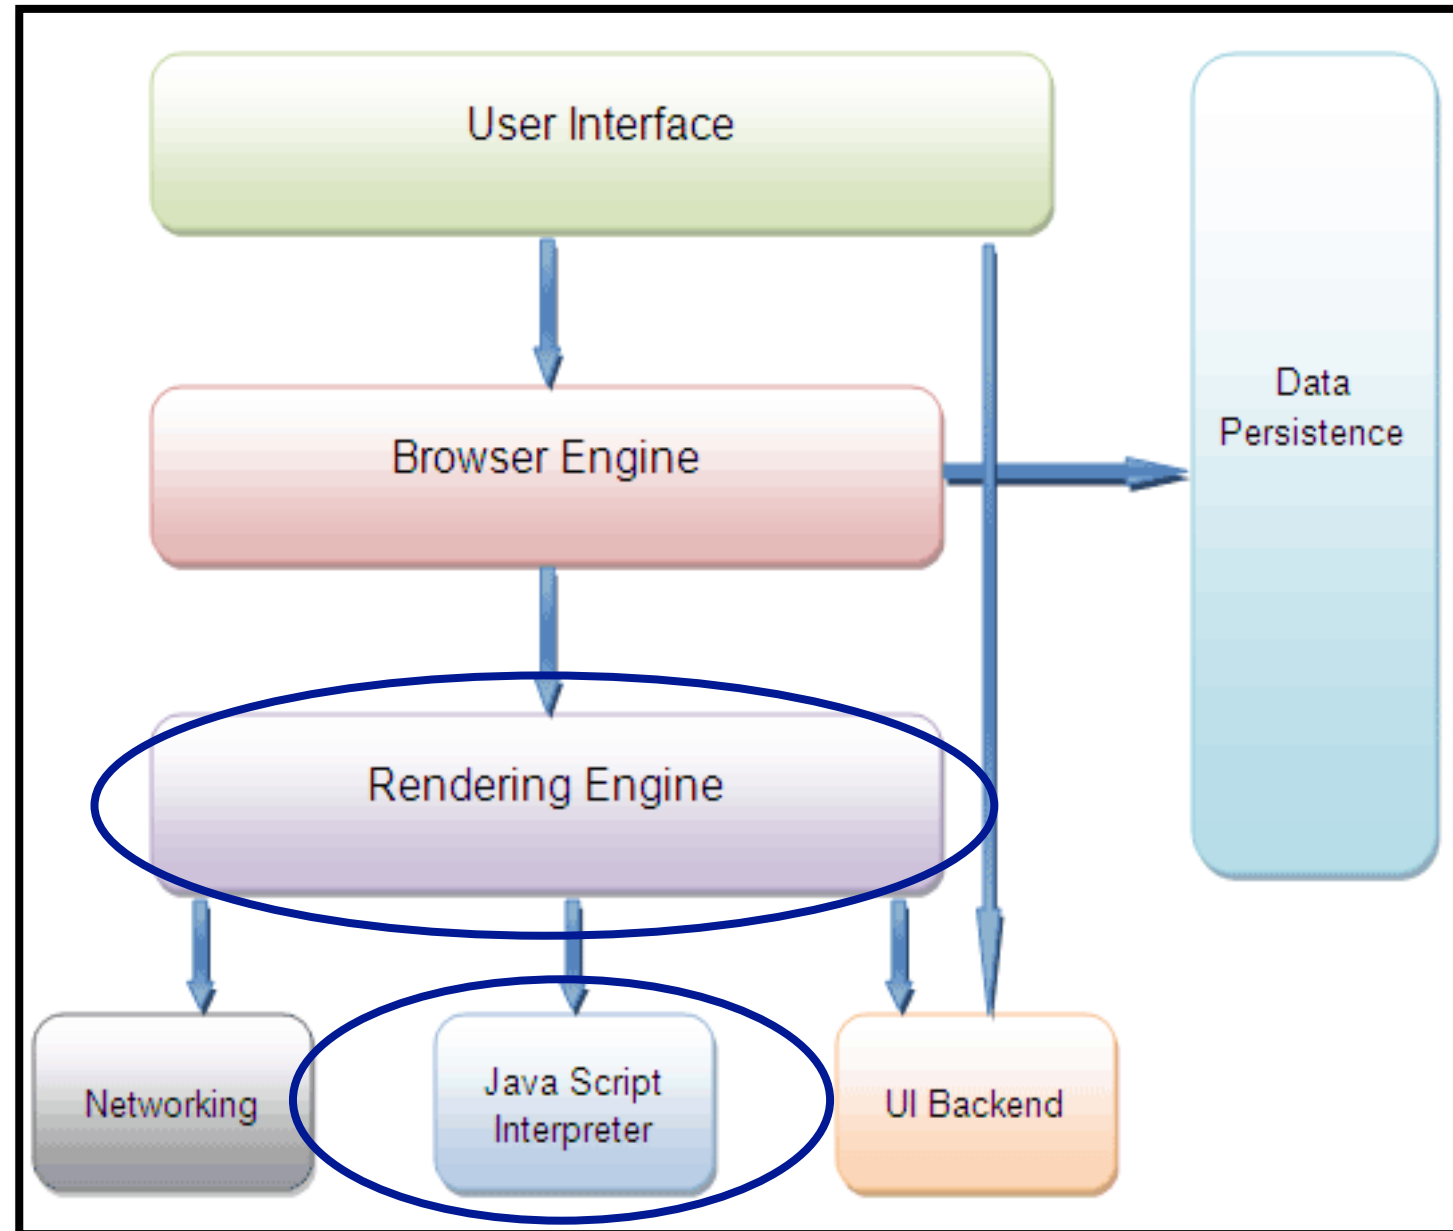 User Interface
Browser Engine
Data
Persistence
Rendering Engine
Networking
Java Script
Interpreter
UI Backend